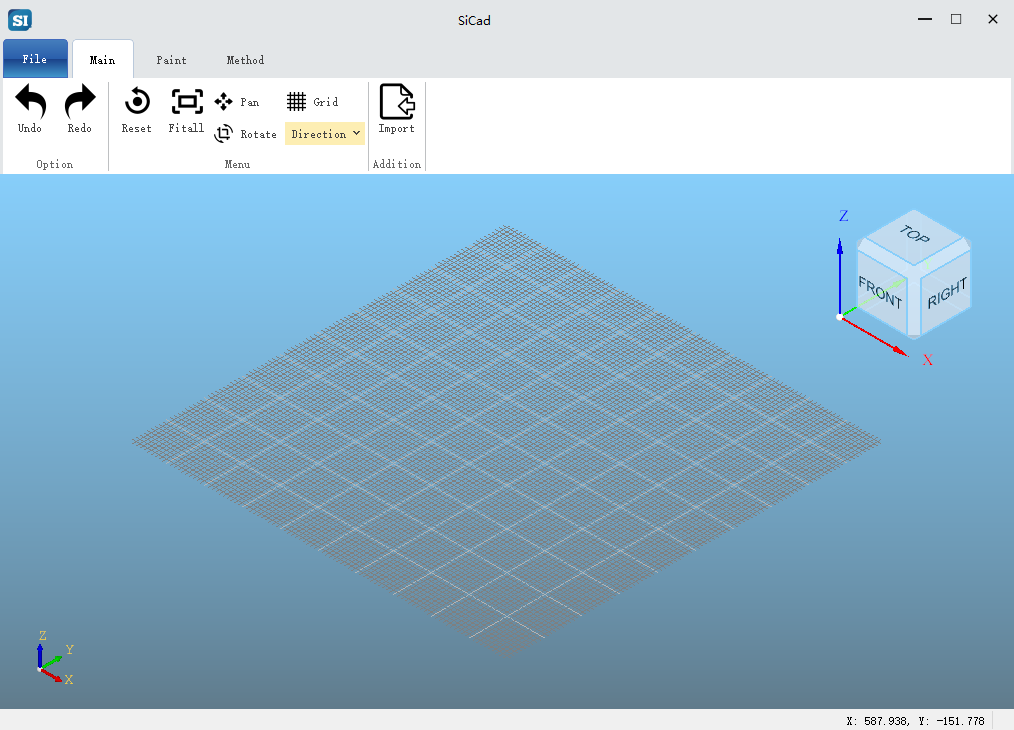 SI
SiCad
File Main Paint Method
Undo Redo Reset Fitall Pan Grid Import
Rotate Direction
Option Menu Addition
Z
TOP
FRONT RIGHT
X
Z
Y
X
X: 587.938, Y: -151.778